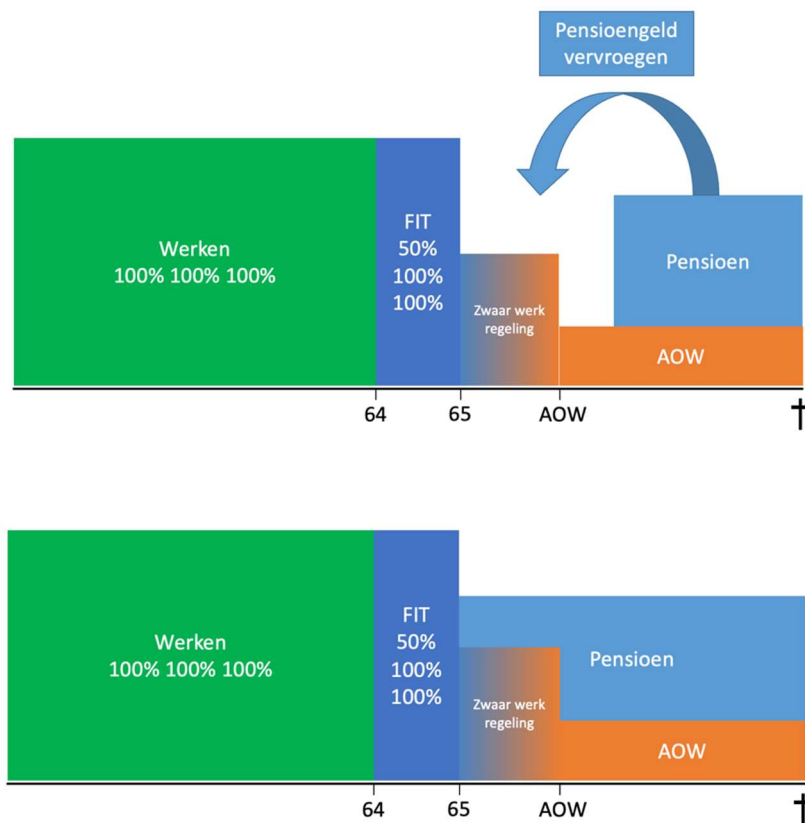 Pensioengeld
vervroegen
Werken
100% 100% 100%
FIT
50%
100%
100%
Zwaar werk
regeling
Pensioen
AOW
64
65
AOW
Werken
100% 100% 100%
FIT
50%
100%
100%
Zwaar werk
regeling
Pensioen
AOW
64
65
AOW